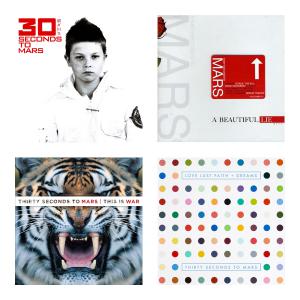 30
SECONDS
TO MARS
MARS
MARS
A BEAUTIFUL LIE
THIRTY SECONDS TO MARS | THIS IS WAR
LOVE LUST FAITH + DREAMS
THIRTY SECONDS TO MARS